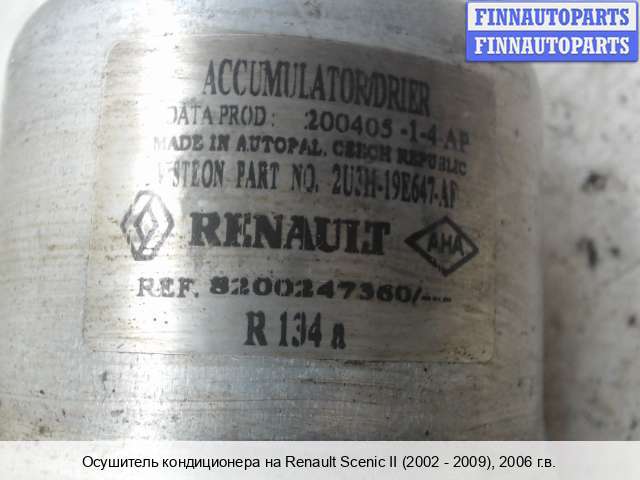 FINNAUTOPARTS
FINNAUTOPARTS
ACCUMULATOR/DRIER
DATA PROD: 200405 -1-4-AP
MADE IN AUTOPAL, CZECH REPUBLIC
VISTEON PART NO. 2U3H-19E647-AF
RENAULT AHA
REF. 8200247360/---
R 134 a
Осушитель кондиционера на Renault Scenic II (2002 - 2009), 2006 г.в.